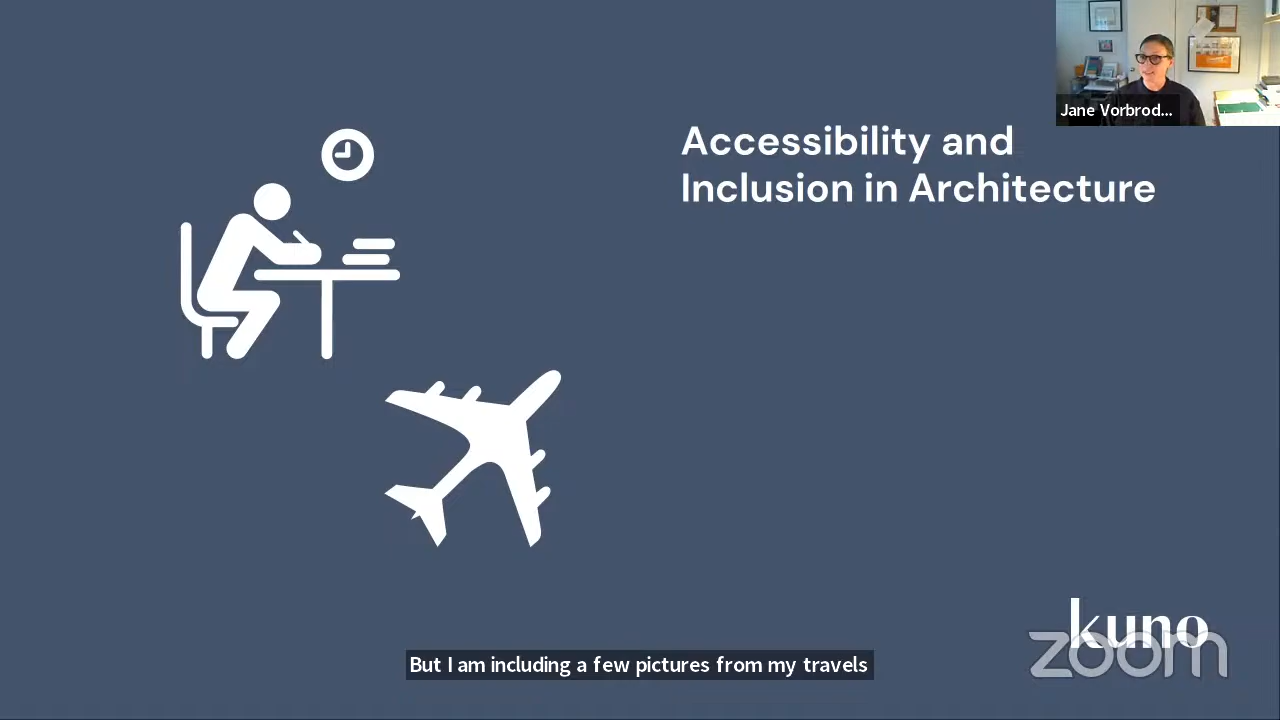 Jane Vorbrod...
Accessibility and
Inclusion in Architecture
kuno
zoom
But I am including a few pictures from my travels